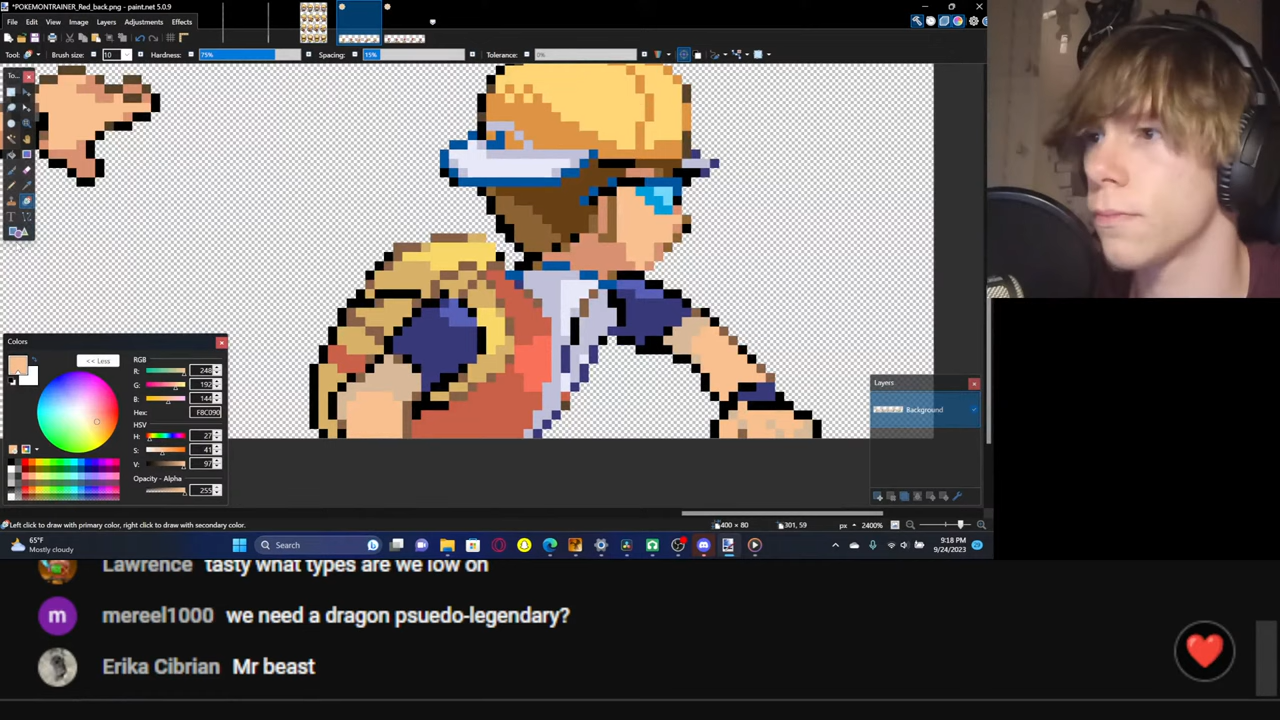 *POKEMONTRAINER_Red_back.png - paint.net 5.0.9
File Edit View Image Layers Adjustments Effects
Tool: Brush size: 10 Hardness: 75% Spacing: 15% Tolerance: 0%
To...
Colors
<< Less
RGB
R: 248
G: 192
B: 144
Hex: F8C090
HSV
H: 27
S: 41
V: 97
Opacity - Alpha
255
Layers
Background
Left click to draw with primary color, right click to draw with secondary color.
400 × 80 301, 59 px 2400%
65°F
Mostly cloudy
Search
9:18 PM
9/24/2023
Lawrence tasty what types are we low on
m mereel1000 we need a dragon psuedo-legendary?
Erika Cibrian Mr beast